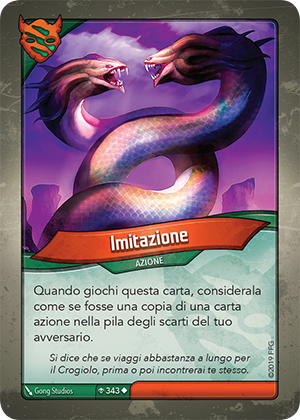 Imitazione
AZIONE
Quando giochi questa carta, considerala
come se fosse una copia di una carta
azione nella pila degli scarti del tuo
avversario.
Si dice che se viaggi abbastanza a lungo per
il Crogiolo, prima o poi incontrerai te stesso.
Gong Studios
343
©2019 FFG